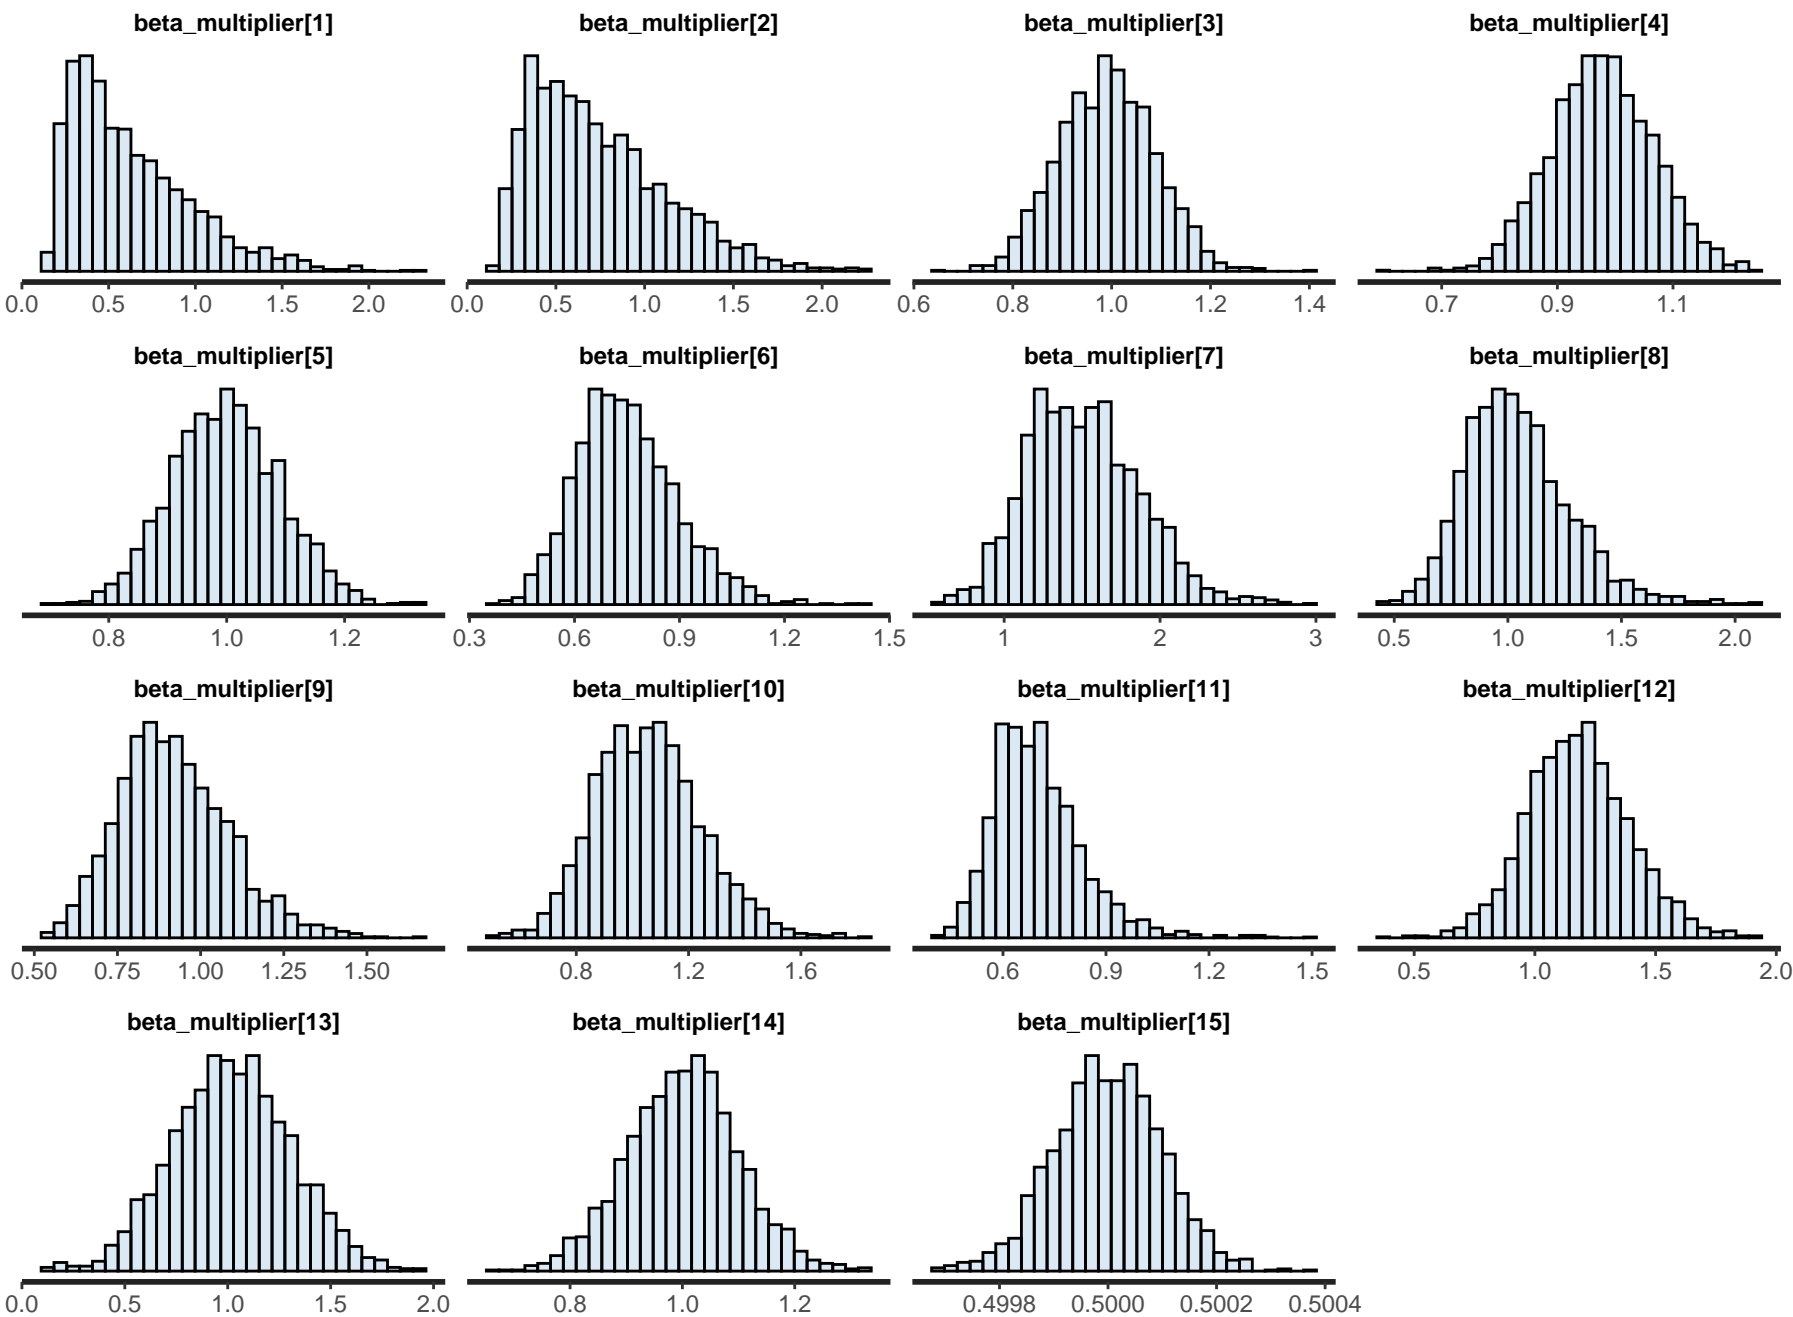 beta_multiplier[1] beta_multiplier[2] beta_multiplier[3] beta_multiplier[4]
0.0 0.5 1.0 1.5 2.0 0.0 0.5 1.0 1.5 2.0 0.6 0.8 1.0 1.2 1.4 0.7 0.9 1.1
beta_multiplier[5] beta_multiplier[6] beta_multiplier[7] beta_multiplier[8]
0.8 1.0 1.2 0.3 0.6 0.9 1.2 1.5 1 2 3 0.5 1.0 1.5 2.0
beta_multiplier[9] beta_multiplier[10] beta_multiplier[11] beta_multiplier[12]
0.50 0.75 1.00 1.25 1.50 0.8 1.2 1.6 0.6 0.9 1.2 1.5 0.5 1.0 1.5 2.0
beta_multiplier[13] beta_multiplier[14] beta_multiplier[15]
0.0 0.5 1.0 1.5 2.0 0.8 1.0 1.2 0.4998 0.5000 0.5002 0.5004